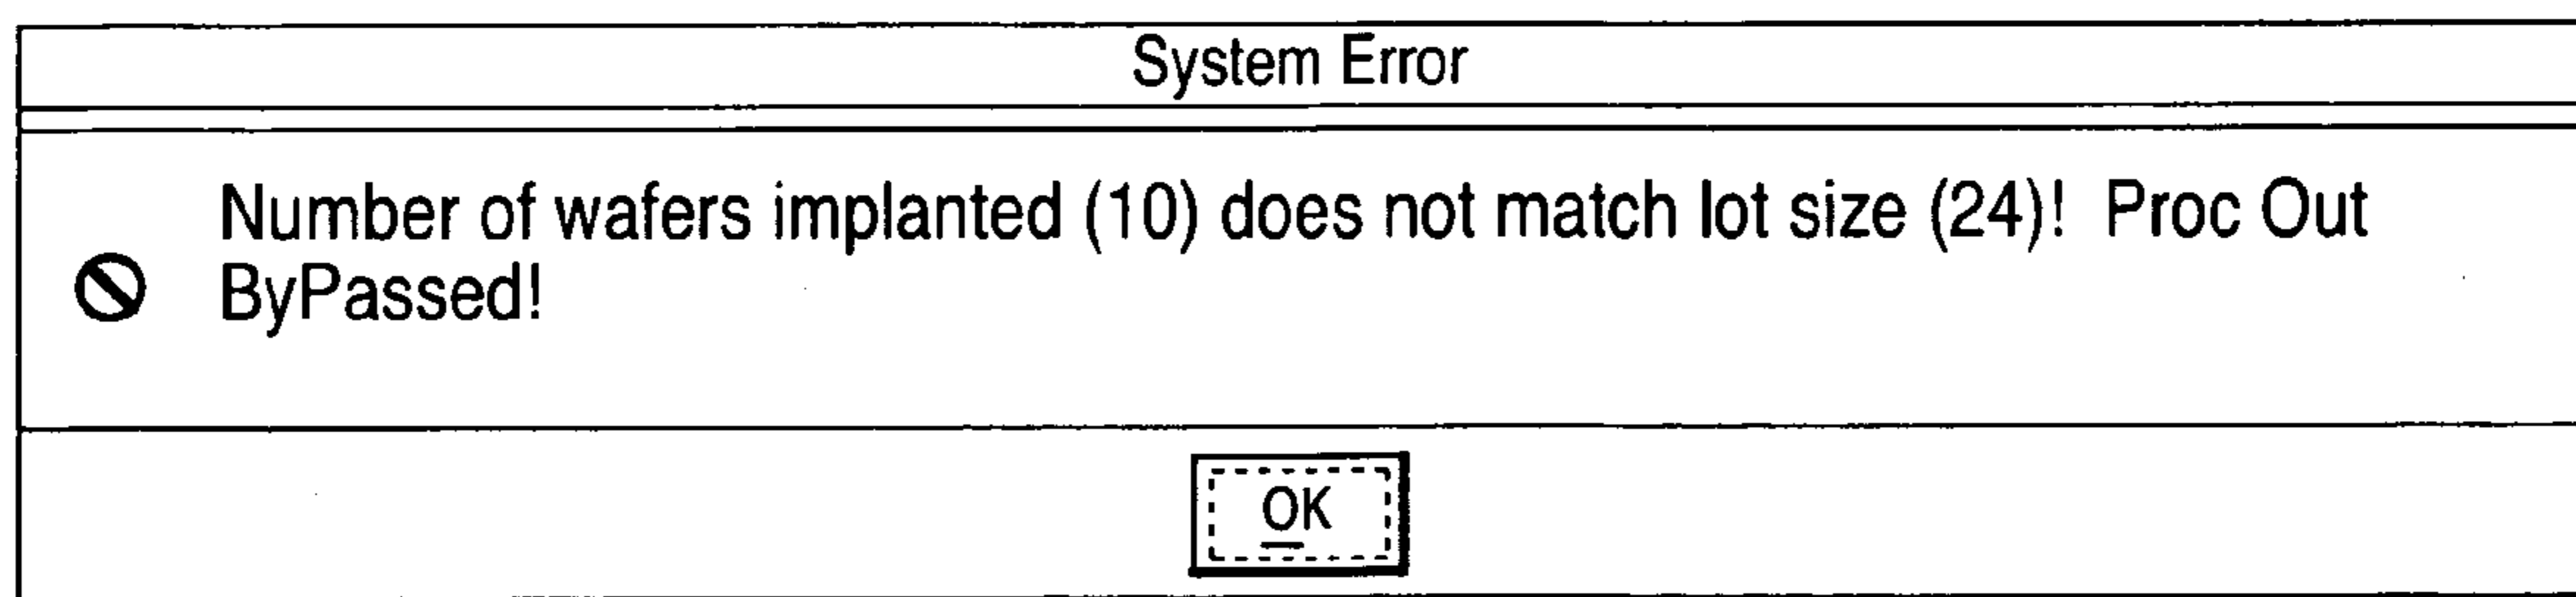 System Error
Number of wafers implanted (10) does not match lot size (24)! Proc Out
ByPassed!
OK